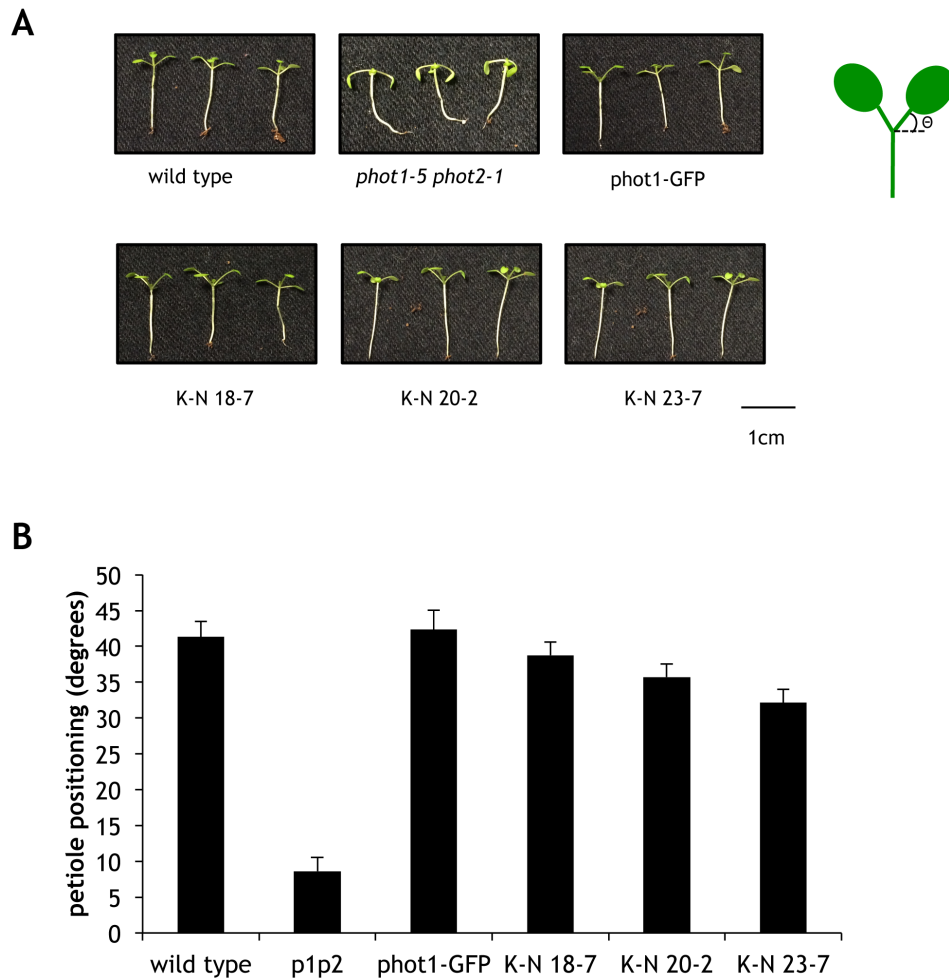 A
wild type
phot1-5 phot2-1
phot1-GFP
Θ
K-N 18-7
K-N 20-2
K-N 23-7
1cm
B
petiole positioning (degrees)
50
45
40
35
30
25
20
15
10
5
0
wild type
p1p2
phot1-GFP
K-N 18-7
K-N 20-2
K-N 23-7